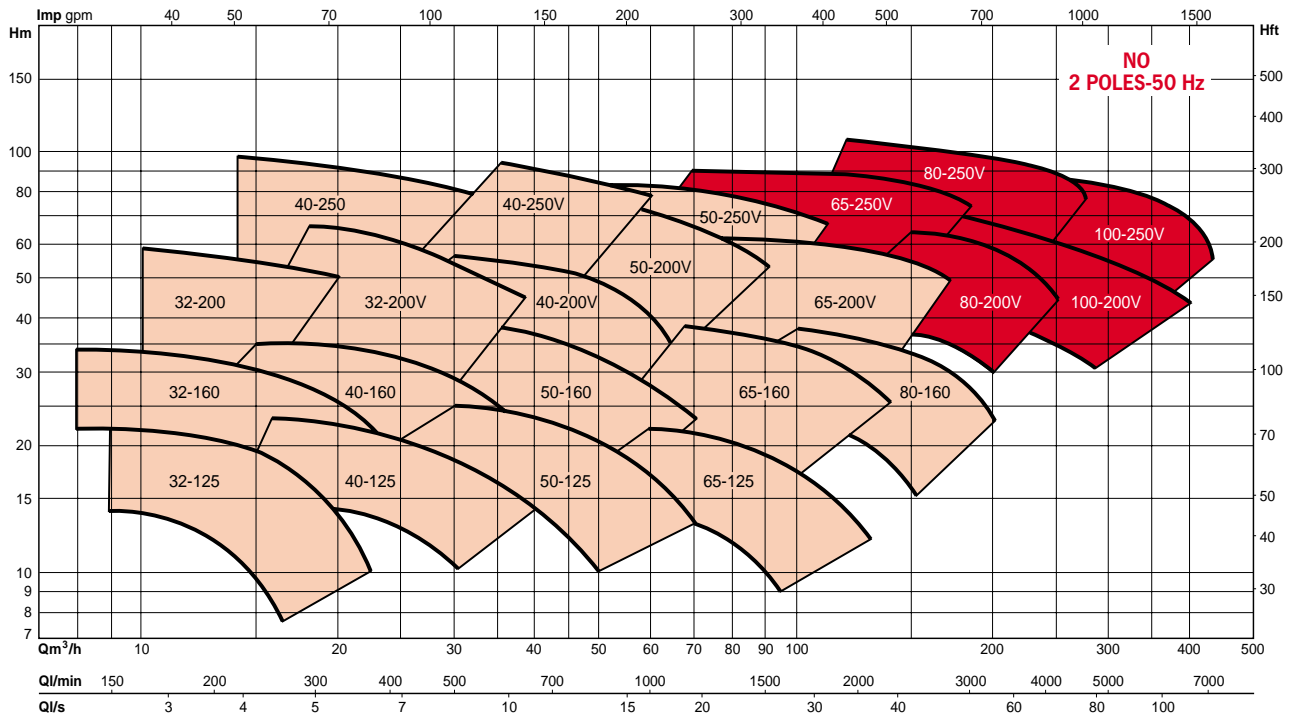 Imp gpm 40 50 70 100 150 200 300 400 500 700 1000 1500
Hm Hft
NO
2 POLES-50 Hz
150 500
400
100 300
80-250V
80
40-250 40-250V 50-250V 65-250V
60 100-250V 200
50-200V
50
32-200 32-200V 40-200V 65-200V 80-200V 100-200V 150
40
30 100
32-160 40-160 50-160 65-160 80-160
20 70
32-125 40-125 50-125 65-125
15 50
40
10
9 30
8
7
Qm³/h 10 20 30 40 50 60 70 80 90 100 200 300 400 500
Ql/min 150 200 300 400 500 700 1000 1500 2000 3000 4000 5000 7000
Ql/s 3 4 5 7 10 15 20 30 40 60 80 100